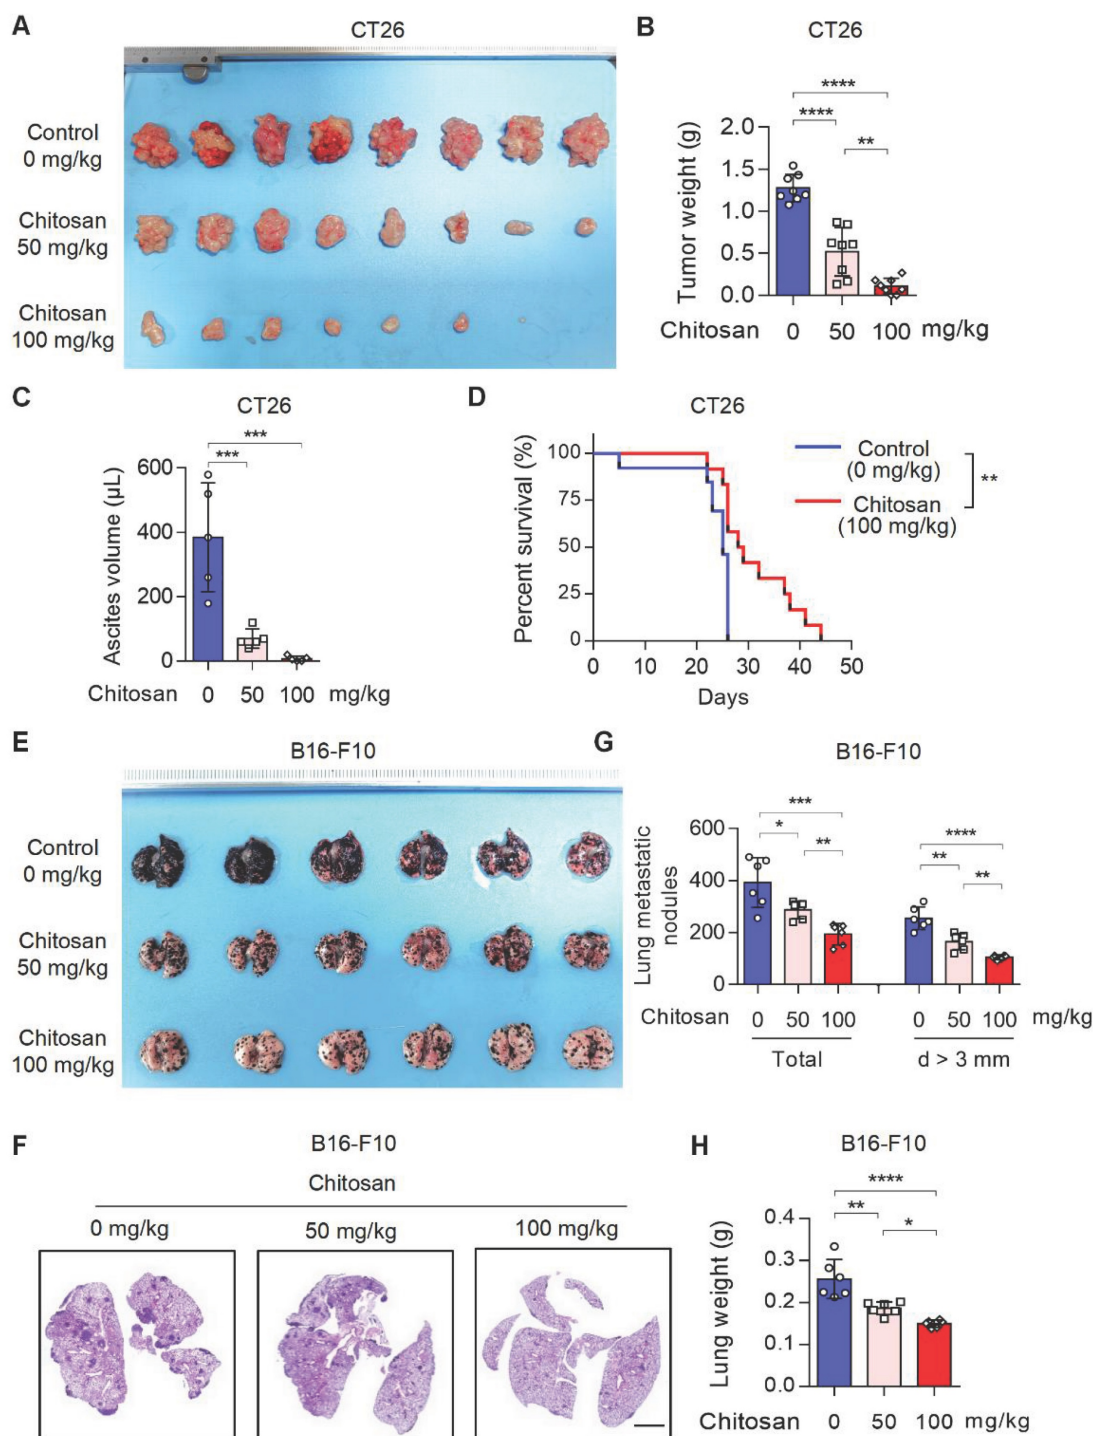 A
CT26
Control
0 mg/kg
Chitosan
50 mg/kg
Chitosan
100 mg/kg
B
CT26
****
****
**
Tumor weight (g)
2.0
1.5
1.0
0.5
0.0
Chitosan 0 50 100 mg/kg
C
CT26
***
***
Ascites volume (µL)
600
400
200
0
Chitosan 0 50 100 mg/kg
D
CT26
Percent survival (%)
100
75
50
25
0
0 10 20 30 40 50
Days
Control
(0 mg/kg)
Chitosan
(100 mg/kg)
**
E
B16-F10
Control
0 mg/kg
Chitosan
50 mg/kg
Chitosan
100 mg/kg
G
B16-F10
***
*
**
****
**
**
Lung metastatic
nodules
600
400
200
0
Chitosan 0 50 100 0 50 100 mg/kg
Total d > 3 mm
F
B16-F10
Chitosan
0 mg/kg 50 mg/kg 100 mg/kg
H
B16-F10
****
**
*
Lung weight (g)
0.4
0.3
0.2
0.1
0.0
Chitosan 0 50 100 mg/kg